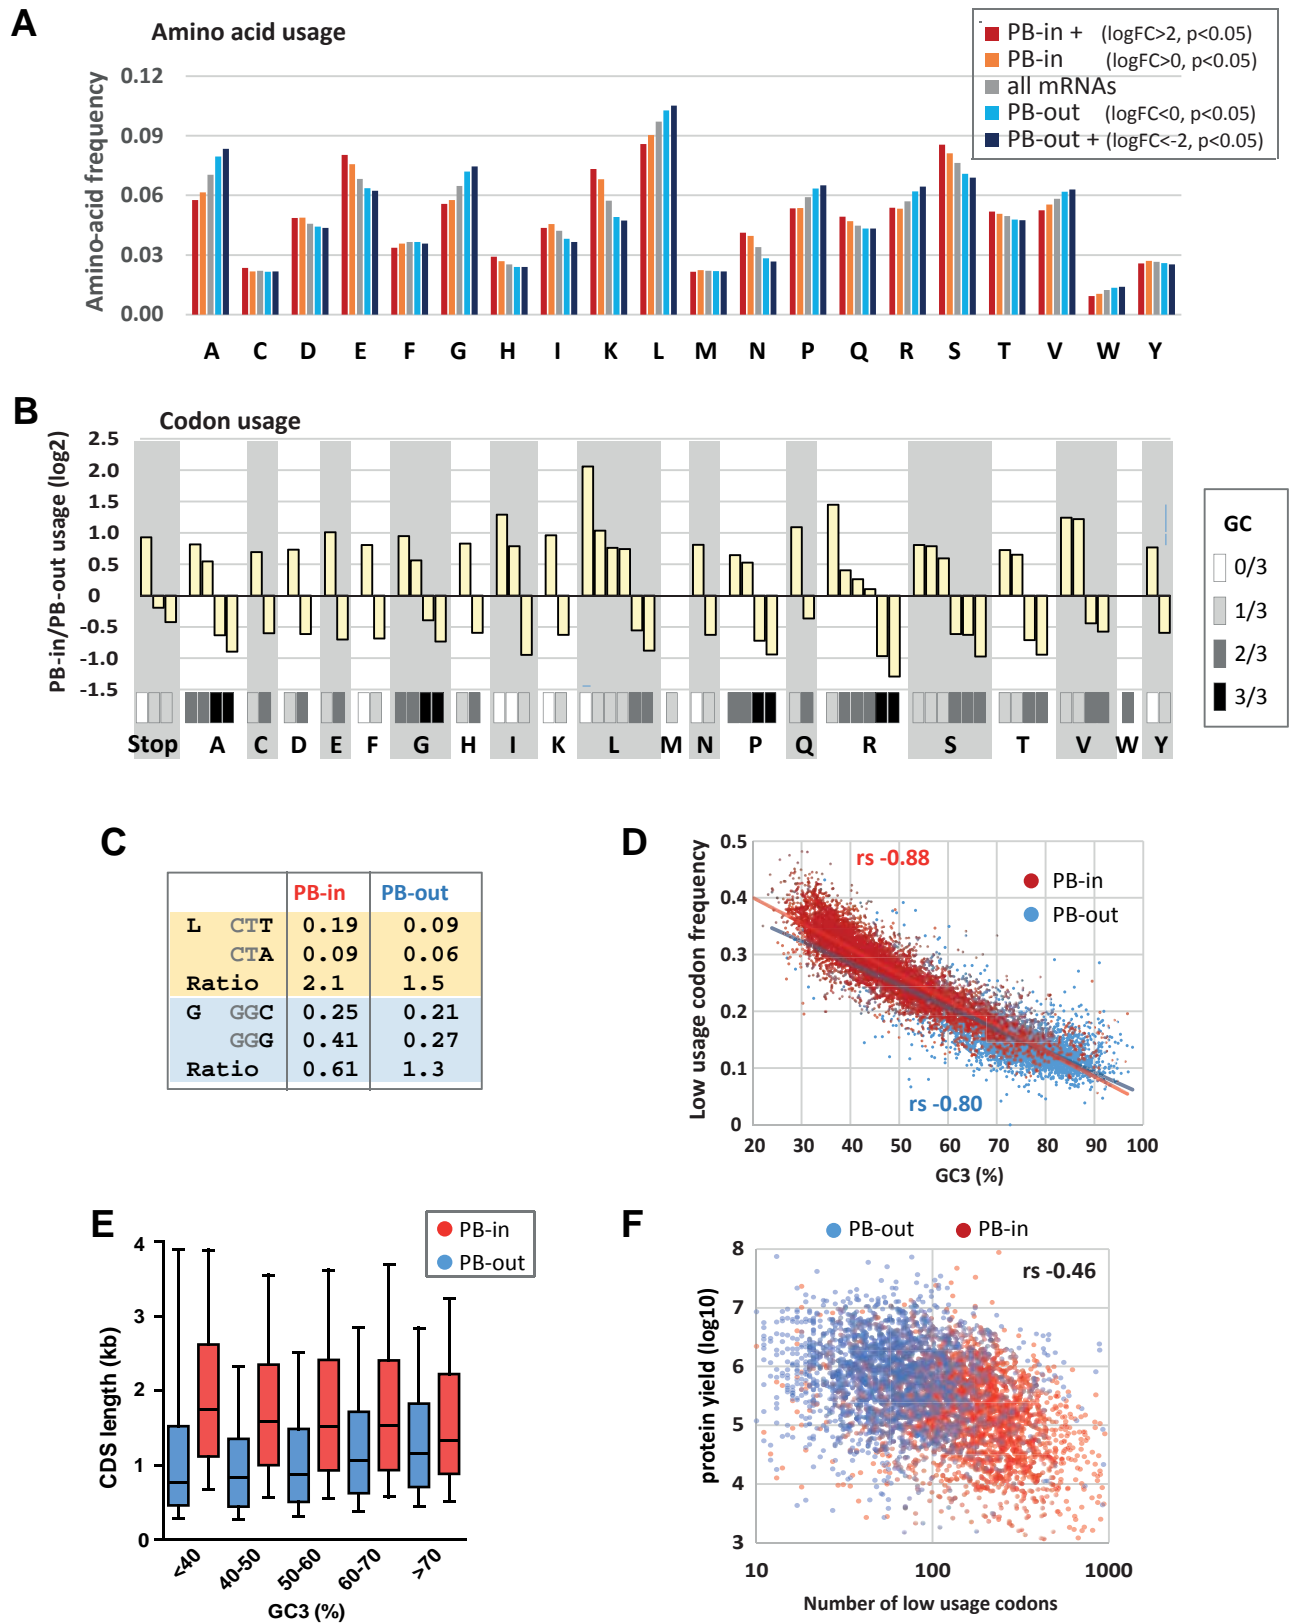 A
Amino acid usage
PB-in + (logFC>2, p<0.05)
PB-in (logFC>0, p<0.05)
all mRNAs
PB-out (logFC<0, p<0.05)
PB-out + (logFC<-2, p<0.05)
Amino-acid frequency
0.12
0.09
0.06
0.03
0.00
A C D E F G H I K L M N P Q R S T V W Y
B
Codon usage
PB-in/PB-out usage (log2)
2.5
2.0
1.5
1.0
0.5
0
-0.5
-1.0
-1.5
GC
0/3
1/3
2/3
3/3
Stop A C D E F G H I K L M N P Q R S T V W Y
C
PB-in PB-out
L CTT 0.19 0.09
CTA 0.09 0.06
Ratio 2.1 1.5
G GGC 0.25 0.21
GGG 0.41 0.27
Ratio 0.61 1.3
D
Low usage codon frequency
0.5
0.4
0.3
0.2
0.1
0
rs -0.88
PB-in
PB-out
rs -0.80
20 30 40 50 60 70 80 90 100
GC3 (%)
E
PB-in
PB-out
CDS length (kb)
4
3
2
1
0
<40 40-50 50-60 60-70 >70
GC3 (%)
F
PB-out PB-in
rs -0.46
protein yield (log10)
8
7
6
5
4
3
10 100 1000
Number of low usage codons